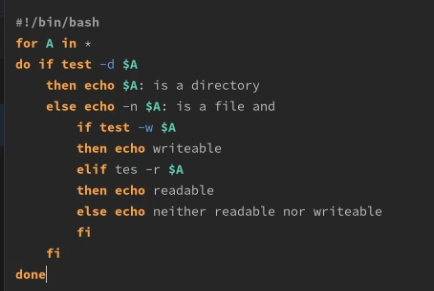 #!/bin/bash
for A in *
do if test -d $A
then echo $A: is a directory
else echo -n $A: is a file and
if test -w $A
then echo writeable
elif tes -r $A
then echo readable
else echo neither readable nor writeable
fi
fi
done